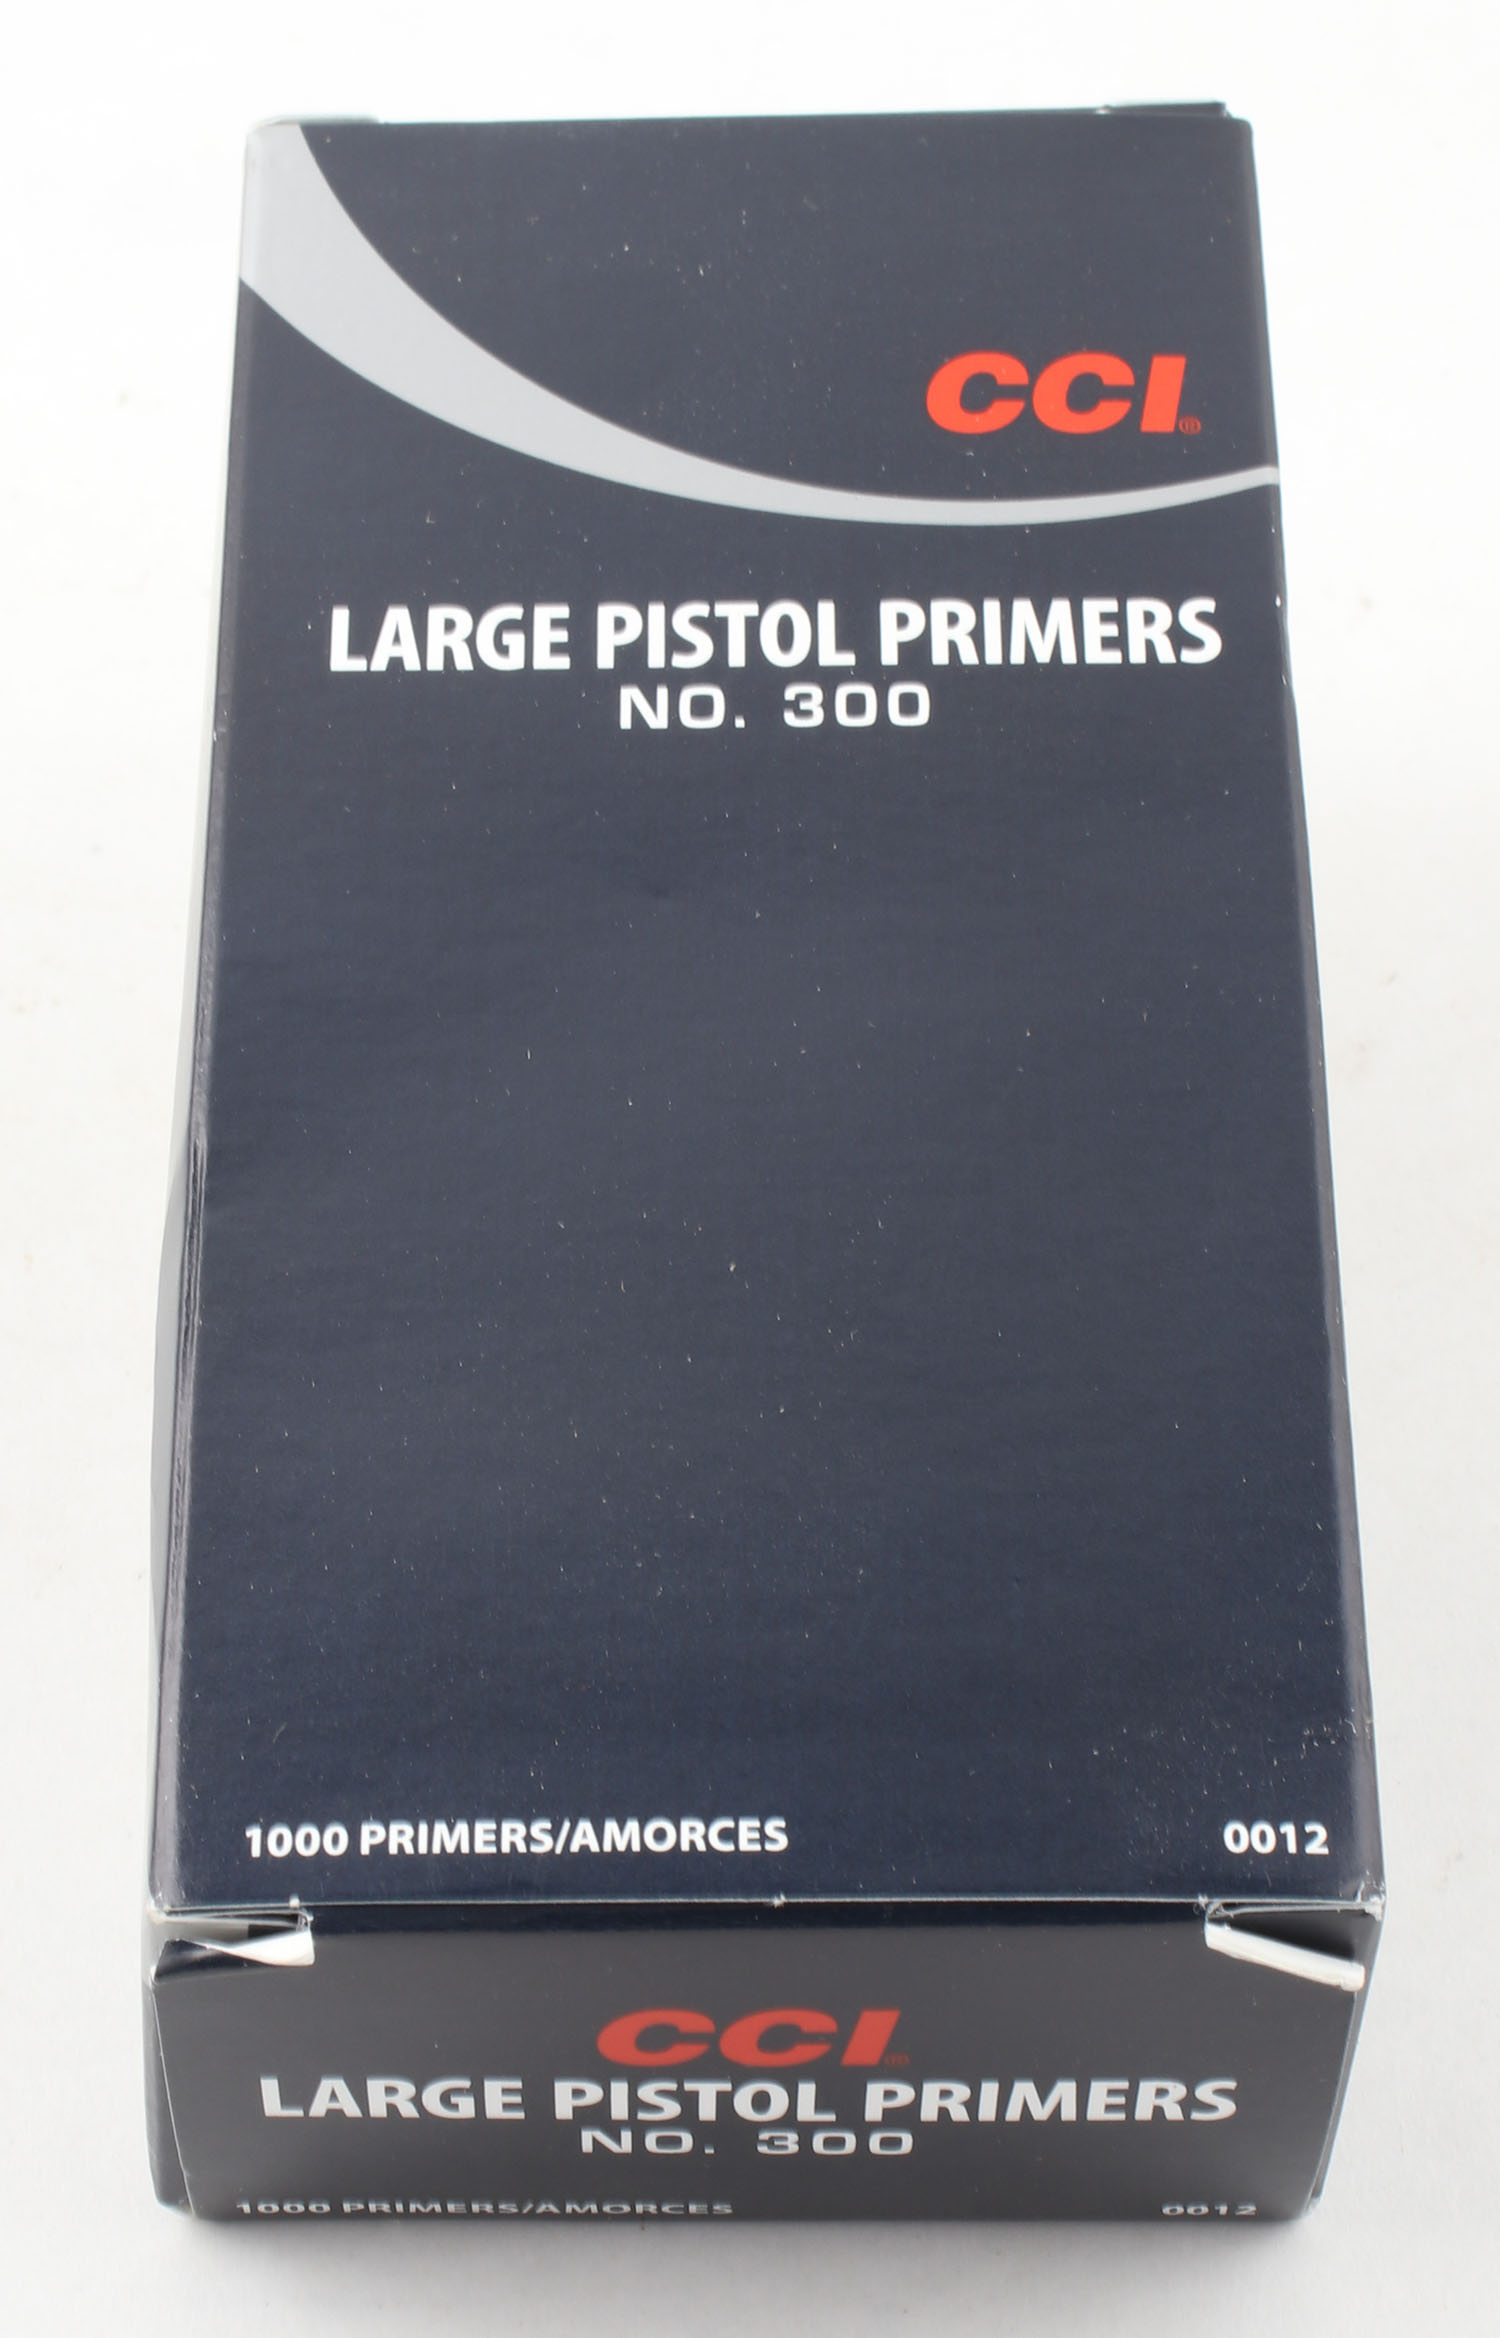 CCI®
LARGE PISTOL PRIMERS
NO. 300
1000 PRIMERS/AMORCES 0012
CCI®
LARGE PISTOL PRIMERS
NO. 300
1000 PRIMERS/AMORCES 0012